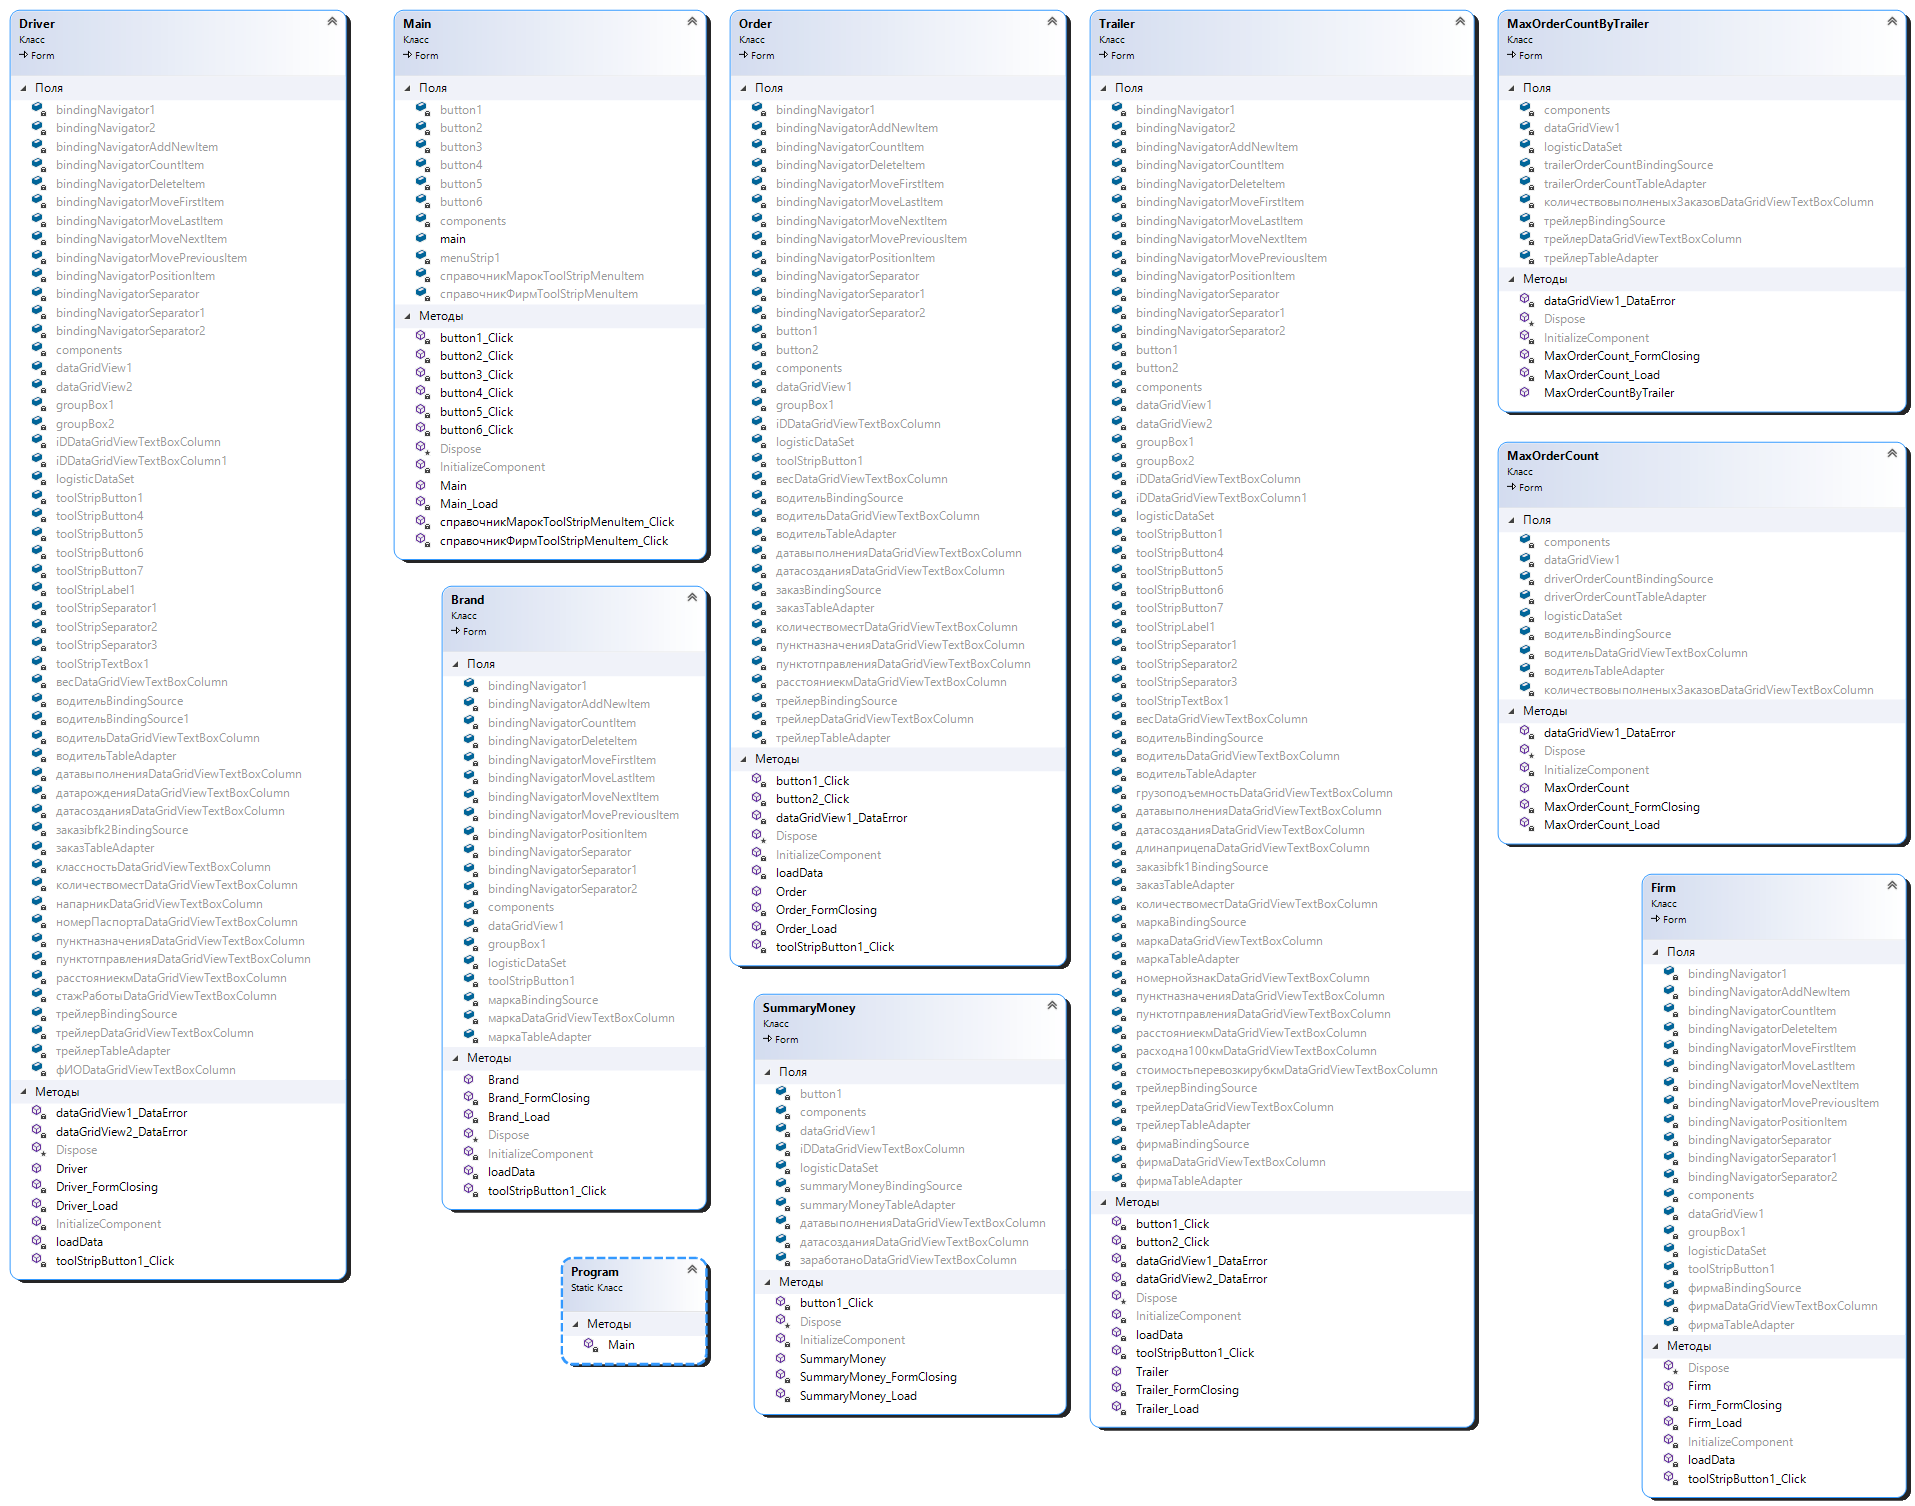 Driver
Класс
Form
Поля
bindingNavigator1
bindingNavigator2
bindingNavigatorAddNewItem
bindingNavigatorCountItem
bindingNavigatorDeleteItem
bindingNavigatorMoveFirstItem
bindingNavigatorMoveLastItem
bindingNavigatorMoveNextItem
bindingNavigatorMovePreviousItem
bindingNavigatorPositionItem
bindingNavigatorSeparator
bindingNavigatorSeparator1
bindingNavigatorSeparator2
components
dataGridView1
dataGridView2
groupBox1
groupBox2
iDDataGridViewTextBoxColumn
iDDataGridViewTextBoxColumn1
logisticDataSet
toolStripButton1
toolStripButton4
toolStripButton5
toolStripButton6
toolStripButton7
toolStripLabel1
toolStripSeparator1
toolStripSeparator2
toolStripSeparator3
toolStripTextBox1
весDataGridViewTextBoxColumn
водительBindingSource
водительBindingSource1
водительDataGridViewTextBoxColumn
водительTableAdapter
датавыполненияDataGridViewTextBoxColumn
датарожденияDataGridViewTextBoxColumn
датасозданияDataGridViewTextBoxColumn
заказibfk2BindingSource
заказTableAdapter
классностьDataGridViewTextBoxColumn
количествоместDataGridViewTextBoxColumn
напарникDataGridViewTextBoxColumn
номерПаспортаDataGridViewTextBoxColumn
пунктназначенияDataGridViewTextBoxColumn
пунктотправленияDataGridViewTextBoxColumn
расстояниекмDataGridViewTextBoxColumn
стажРаботыDataGridViewTextBoxColumn
трейлерBindingSource
трейлерDataGridViewTextBoxColumn
трейлерTableAdapter
фИОDataGridViewTextBoxColumn
Методы
dataGridView1_DataError
dataGridView2_DataError
Dispose
Driver
Driver_FormClosing
Driver_Load
InitializeComponent
loadData
toolStripButton1_Click
Main
Класс
Form
Поля
button1
button2
button3
button4
button5
button6
components
main
menuStrip1
справочникМарокToolStripMenuItem
справочникФирмToolStripMenuItem
Методы
button1_Click
button2_Click
button3_Click
button4_Click
button5_Click
button6_Click
Dispose
InitializeComponent
Main
Main_Load
справочникМарокToolStripMenuItem_Click
справочникФирмToolStripMenuItem_Click
Brand
Класс
Form
Поля
bindingNavigator1
bindingNavigatorAddNewItem
bindingNavigatorCountItem
bindingNavigatorDeleteItem
bindingNavigatorMoveFirstItem
bindingNavigatorMoveLastItem
bindingNavigatorMoveNextItem
bindingNavigatorMovePreviousItem
bindingNavigatorPositionItem
bindingNavigatorSeparator
bindingNavigatorSeparator1
bindingNavigatorSeparator2
components
dataGridView1
groupBox1
logisticDataSet
toolStripButton1
маркаBindingSource
маркаDataGridViewTextBoxColumn
маркаTableAdapter
Методы
Brand
Brand_FormClosing
Brand_Load
Dispose
InitializeComponent
loadData
toolStripButton1_Click
Program
Static Класс
Методы
Main
Order
Класс
Form
Поля
bindingNavigator1
bindingNavigatorAddNewItem
bindingNavigatorCountItem
bindingNavigatorDeleteItem
bindingNavigatorMoveFirstItem
bindingNavigatorMoveLastItem
bindingNavigatorMoveNextItem
bindingNavigatorMovePreviousItem
bindingNavigatorPositionItem
bindingNavigatorSeparator
bindingNavigatorSeparator1
bindingNavigatorSeparator2
button1
button2
components
dataGridView1
groupBox1
iDDataGridViewTextBoxColumn
logisticDataSet
toolStripButton1
весDataGridViewTextBoxColumn
водительBindingSource
водительDataGridViewTextBoxColumn
водительTableAdapter
датавыполненияDataGridViewTextBoxColumn
датасозданияDataGridViewTextBoxColumn
заказBindingSource
заказTableAdapter
количествоместDataGridViewTextBoxColumn
пунктназначенияDataGridViewTextBoxColumn
пунктотправленияDataGridViewTextBoxColumn
расстояниекмDataGridViewTextBoxColumn
трейлерBindingSource
трейлерDataGridViewTextBoxColumn
трейлерTableAdapter
Методы
button1_Click
button2_Click
dataGridView1_DataError
Dispose
InitializeComponent
loadData
Order
Order_FormClosing
Order_Load
toolStripButton1_Click
SummaryMoney
Класс
Form
Поля
button1
components
dataGridView1
iDDataGridViewTextBoxColumn
logisticDataSet
summaryMoneyBindingSource
summaryMoneyTableAdapter
датавыполненияDataGridViewTextBoxColumn
датасозданияDataGridViewTextBoxColumn
заработаноDataGridViewTextBoxColumn
Методы
button1_Click
Dispose
InitializeComponent
SummaryMoney
SummaryMoney_FormClosing
SummaryMoney_Load
Trailer
Класс
Form
Поля
bindingNavigator1
bindingNavigator2
bindingNavigatorAddNewItem
bindingNavigatorCountItem
bindingNavigatorDeleteItem
bindingNavigatorMoveFirstItem
bindingNavigatorMoveLastItem
bindingNavigatorMoveNextItem
bindingNavigatorMovePreviousItem
bindingNavigatorPositionItem
bindingNavigatorSeparator
bindingNavigatorSeparator1
bindingNavigatorSeparator2
button1
button2
components
dataGridView1
dataGridView2
groupBox1
groupBox2
iDDataGridViewTextBoxColumn
iDDataGridViewTextBoxColumn1
logisticDataSet
toolStripButton1
toolStripButton4
toolStripButton5
toolStripButton6
toolStripButton7
toolStripLabel1
toolStripSeparator1
toolStripSeparator2
toolStripSeparator3
toolStripTextBox1
весDataGridViewTextBoxColumn
водительBindingSource
водительDataGridViewTextBoxColumn
водительTableAdapter
грузоподъемностьDataGridViewTextBoxColumn
датавыполненияDataGridViewTextBoxColumn
датасозданияDataGridViewTextBoxColumn
длинаприцепаDataGridViewTextBoxColumn
заказibfk1BindingSource
заказTableAdapter
количествоместDataGridViewTextBoxColumn
маркаBindingSource
маркаDataGridViewTextBoxColumn
маркаTableAdapter
номернойзнакDataGridViewTextBoxColumn
пунктназначенияDataGridViewTextBoxColumn
пунктотправленияDataGridViewTextBoxColumn
расстояниекмDataGridViewTextBoxColumn
расходна100кмDataGridViewTextBoxColumn
стоимостьперевозкирубкмDataGridViewTextBoxColumn
трейлерBindingSource
трейлерDataGridViewTextBoxColumn
трейлерTableAdapter
фирмаBindingSource
фирмаDataGridViewTextBoxColumn
фирмаTableAdapter
Методы
button1_Click
button2_Click
dataGridView1_DataError
dataGridView2_DataError
Dispose
InitializeComponent
loadData
toolStripButton1_Click
Trailer
Trailer_FormClosing
Trailer_Load
MaxOrderCountByTrailer
Класс
Form
Поля
components
dataGridView1
logisticDataSet
trailerOrderCountBindingSource
trailerOrderCountTableAdapter
количествовыполненыхЗаказовDataGridViewTextBoxColumn
трейлерBindingSource
трейлерDataGridViewTextBoxColumn
трейлерTableAdapter
Методы
dataGridView1_DataError
Dispose
InitializeComponent
MaxOrderCount_FormClosing
MaxOrderCount_Load
MaxOrderCountByTrailer
MaxOrderCount
Класс
Form
Поля
components
dataGridView1
driverOrderCountBindingSource
driverOrderCountTableAdapter
logisticDataSet
водительBindingSource
водительDataGridViewTextBoxColumn
водительTableAdapter
количествовыполненыхЗаказовDataGridViewTextBoxColumn
Методы
dataGridView1_DataError
Dispose
InitializeComponent
MaxOrderCount
MaxOrderCount_FormClosing
MaxOrderCount_Load
Firm
Класс
Form
Поля
bindingNavigator1
bindingNavigatorAddNewItem
bindingNavigatorCountItem
bindingNavigatorDeleteItem
bindingNavigatorMoveFirstItem
bindingNavigatorMoveLastItem
bindingNavigatorMoveNextItem
bindingNavigatorMovePreviousItem
bindingNavigatorPositionItem
bindingNavigatorSeparator
bindingNavigatorSeparator1
bindingNavigatorSeparator2
components
dataGridView1
groupBox1
logisticDataSet
toolStripButton1
фирмаBindingSource
фирмаDataGridViewTextBoxColumn
фирмаTableAdapter
Методы
Dispose
Firm
Firm_FormClosing
Firm_Load
InitializeComponent
loadData
toolStripButton1_Click